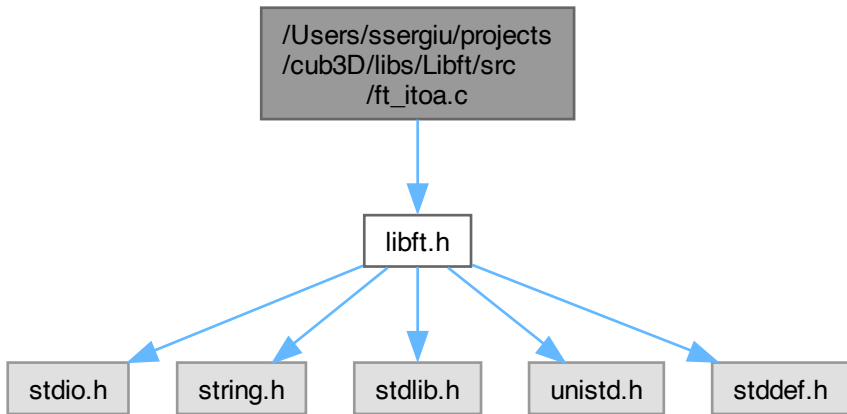 /Users/ssergiu/projects
/cub3D/libs/Libft/src
/ft_itoa.c
libft.h
stdio.h
string.h
stdlib.h
unistd.h
stddef.h